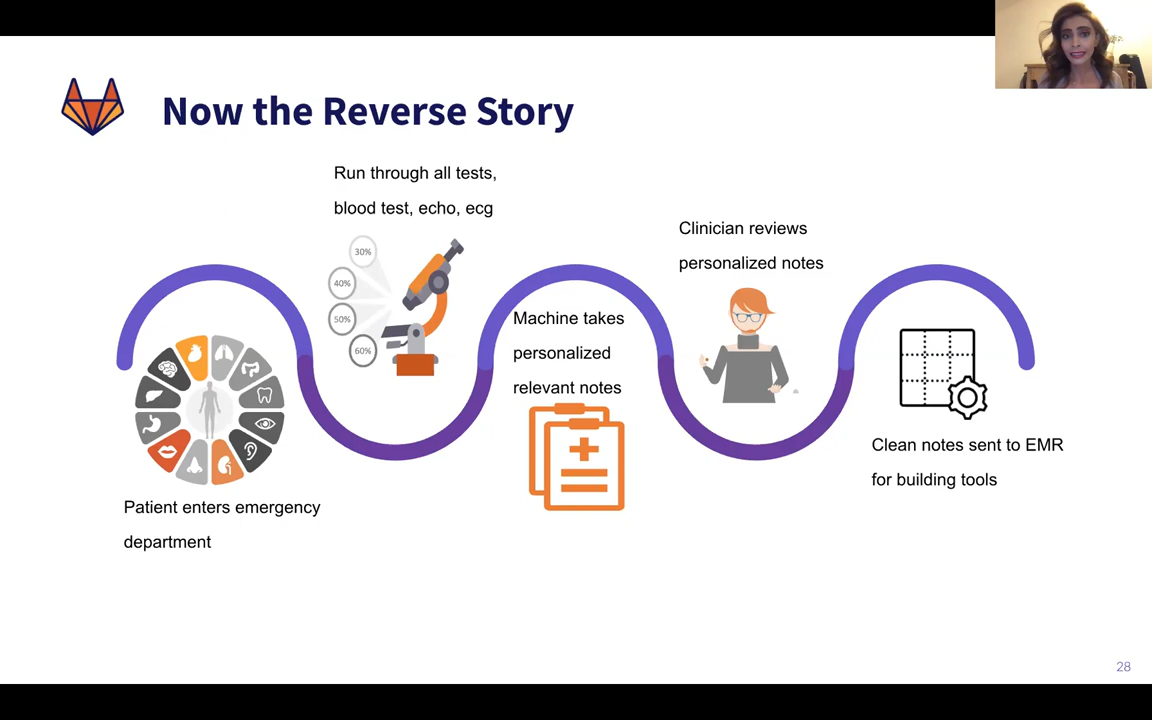 Now the Reverse Story
Run through all tests,
blood test, echo, ecg
30%
40%
50%
60%
Machine takes
personalized
relevant notes
Clinician reviews
personalized notes
Clean notes sent to EMR
for building tools
Patient enters emergency
department
28